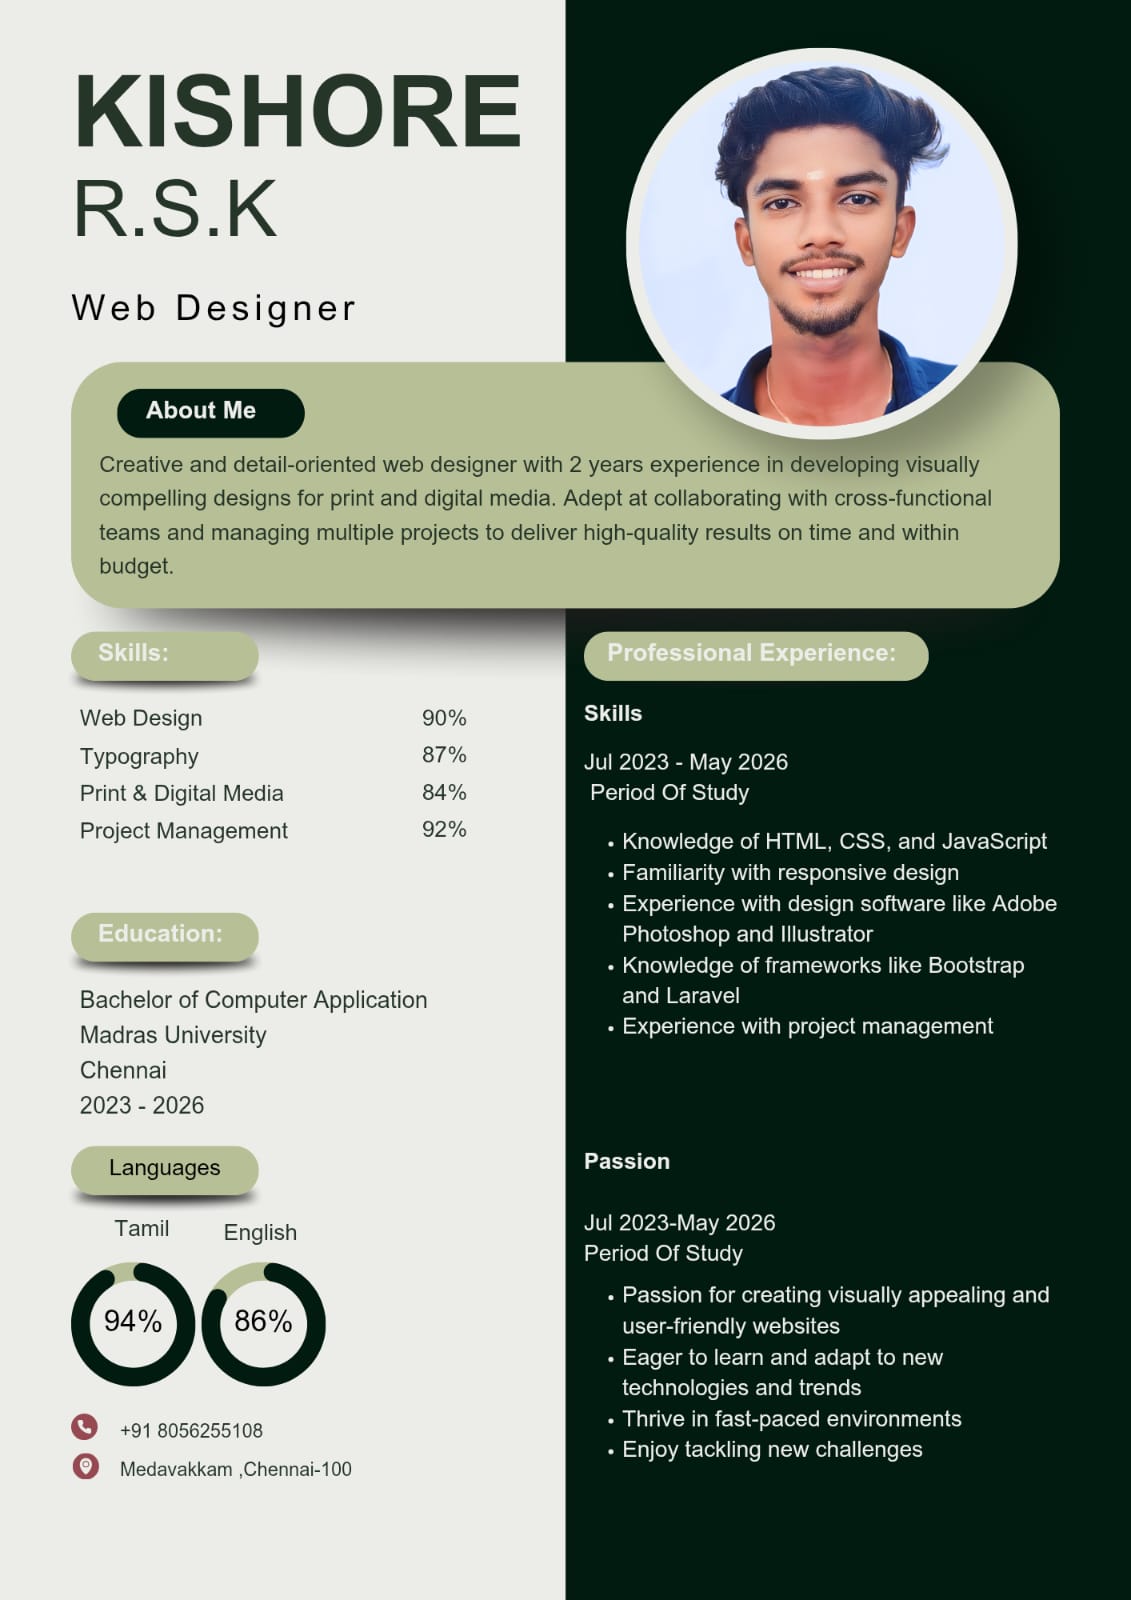 KISHORE
R.S.K
Web Designer
About Me
Creative and detail-oriented web designer with 2 years experience in developing visually
compelling designs for print and digital media. Adept at collaborating with cross-functional
teams and managing multiple projects to deliver high-quality results on time and within
budget.
Skills:
Web Design 90%
Typography 87%
Print & Digital Media 84%
Project Management 92%
Education:
Bachelor of Computer Application
Madras University
Chennai
2023 - 2026
Languages
Tamil English
94% 86%
+91 8056255108
Medavakkam ,Chennai-100
Professional Experience:
Skills
Jul 2023 - May 2026
Period Of Study
• Knowledge of HTML, CSS, and JavaScript
• Familiarity with responsive design
• Experience with design software like Adobe
Photoshop and Illustrator
• Knowledge of frameworks like Bootstrap
and Laravel
• Experience with project management
Passion
Jul 2023-May 2026
Period Of Study
• Passion for creating visually appealing and
user-friendly websites
• Eager to learn and adapt to new
technologies and trends
• Thrive in fast-paced environments
• Enjoy tackling new challenges